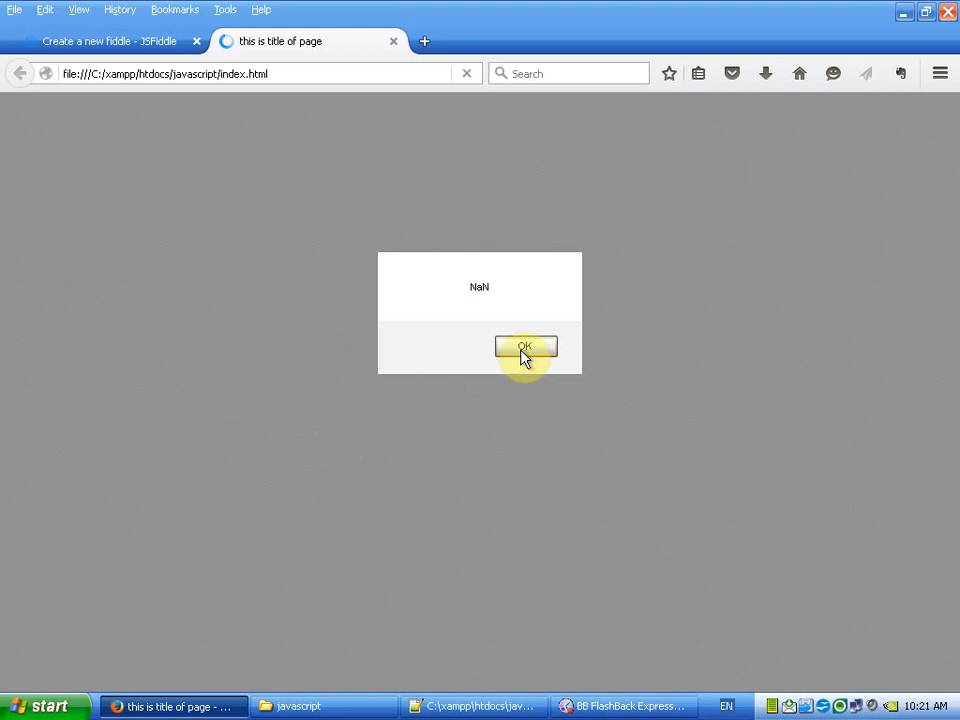 File Edit View History Bookmarks Tools Help
Create a new fiddle - JSFiddle
this is title of page
file:///C:/xampp/htdocs/javascript/index.html
Search
NaN
OK
start
this is title of page - ...
javascript
C:\xampp\htdocs\jav...
BB FlashBack Express...
EN
10:21 AM